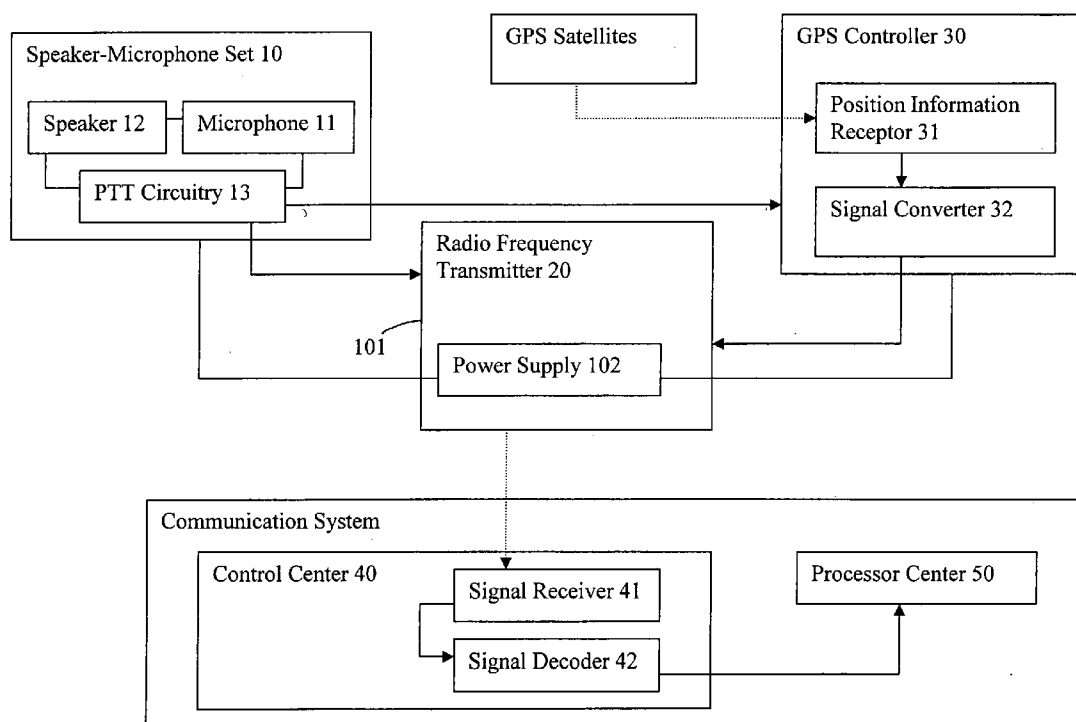 Speaker-Microphone Set 10
Speaker 12
Microphone 11
PTT Circuitry 13
GPS Satellites
GPS Controller 30
Position Information
Receptor 31
Signal Converter 32
Radio Frequency
Transmitter 20
101
Power Supply 102
Communication System
Control Center 40
Signal Receiver 41
Signal Decoder 42
Processor Center 50